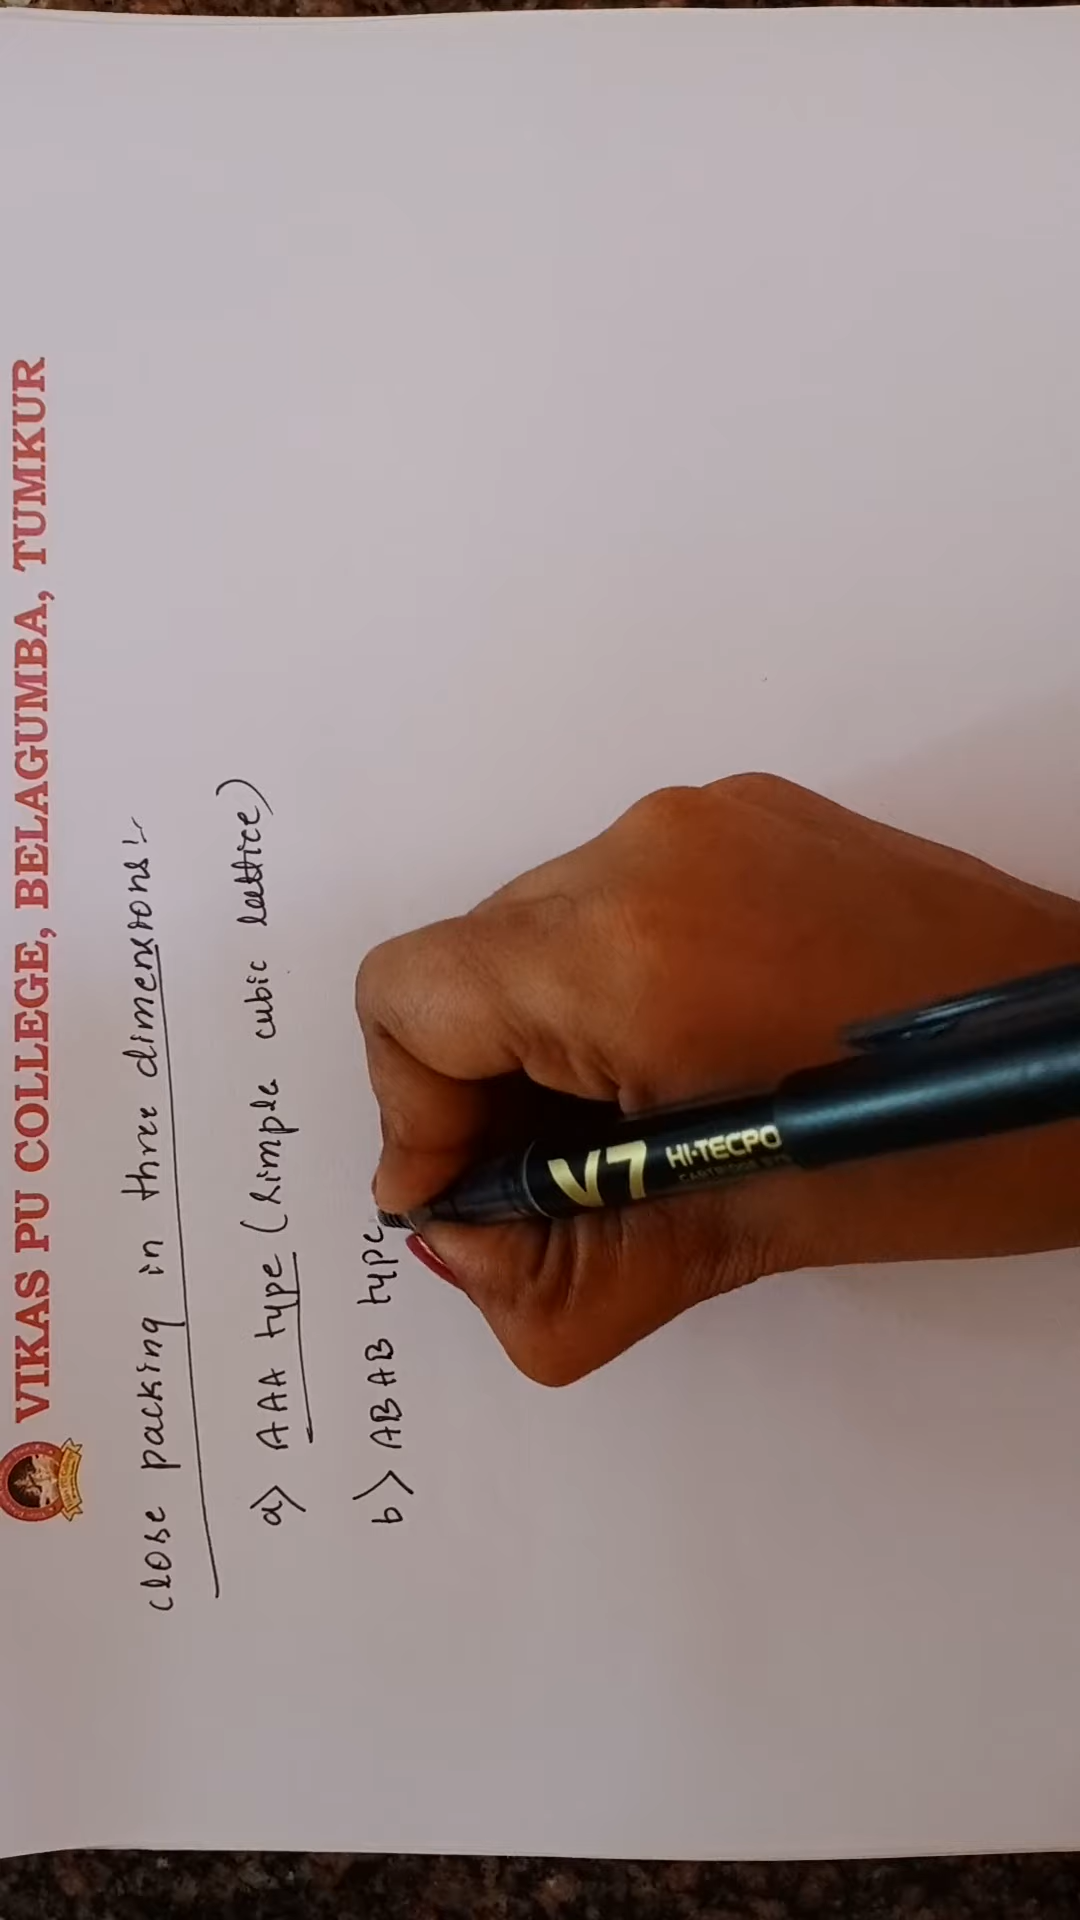 VIKAS PU COLLEGE, BELAGUMBA, TUMKUR
close packing in three dimensions:-
a) AAA type (simple cubic lattice)
b) ABAB type
V7 HI-TECPO